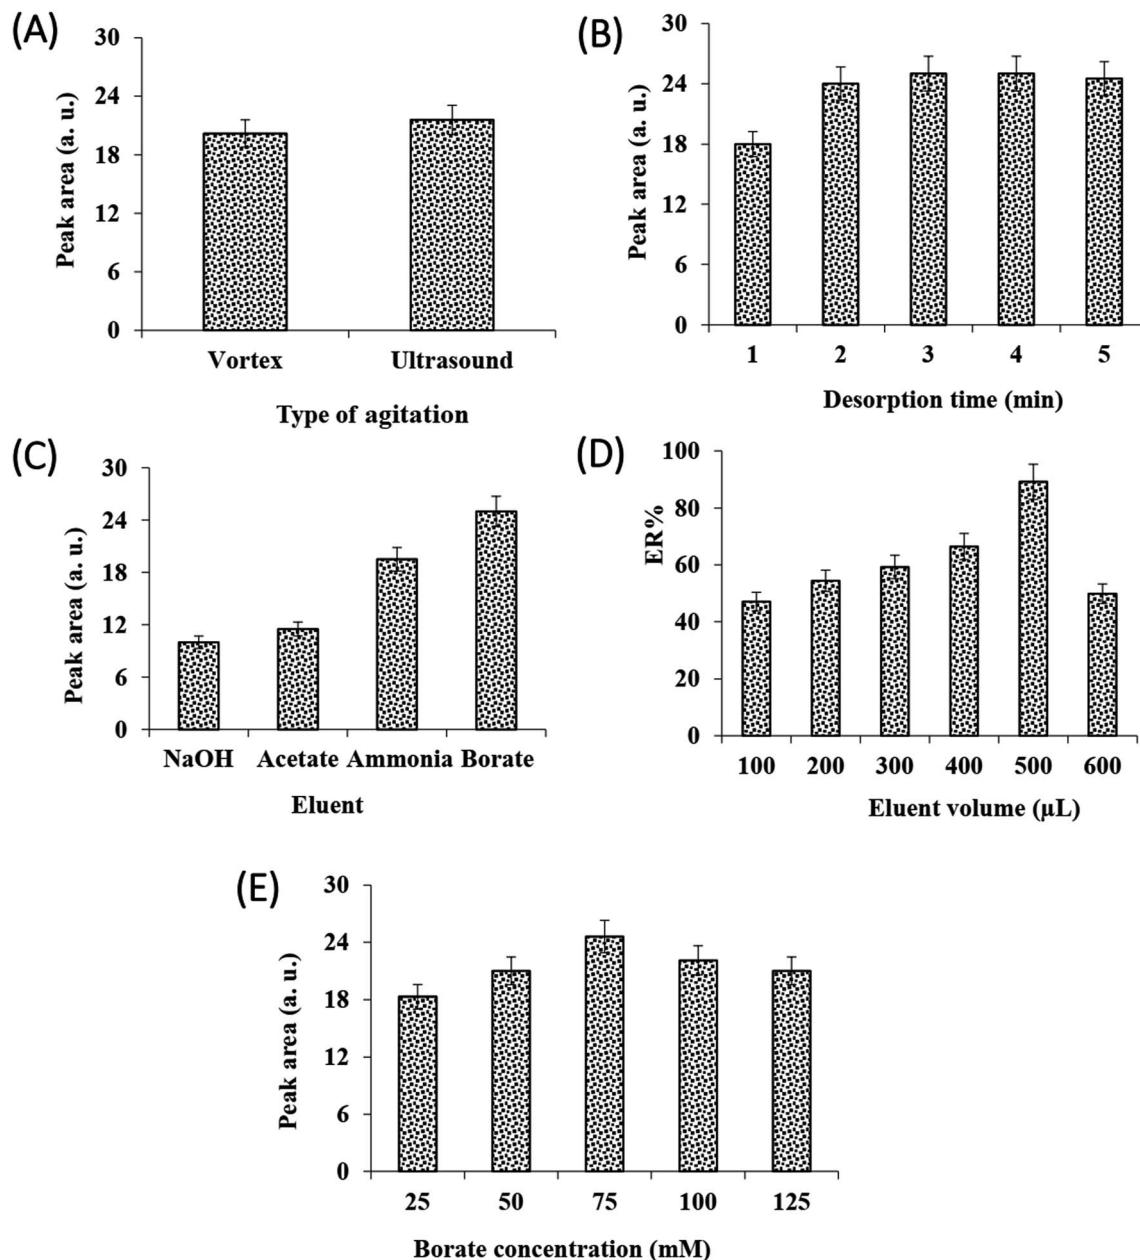 (A)
30
24
18
12
6
0
Peak area (a. u.)
Vortex Ultrasound
Type of agitation
(B)
30
24
18
12
6
0
Peak area (a. u.)
1 2 3 4 5
Desorption time (min)
(C)
30
24
18
12
6
0
Peak area (a. u.)
NaOH Acetate Ammonia Borate
Eluent
(D)
100
80
60
40
20
0
ER%
100 200 300 400 500 600
Eluent volume (µL)
(E)
30
24
18
12
6
0
Peak area (a. u.)
25 50 75 100 125
Borate concentration (mM)